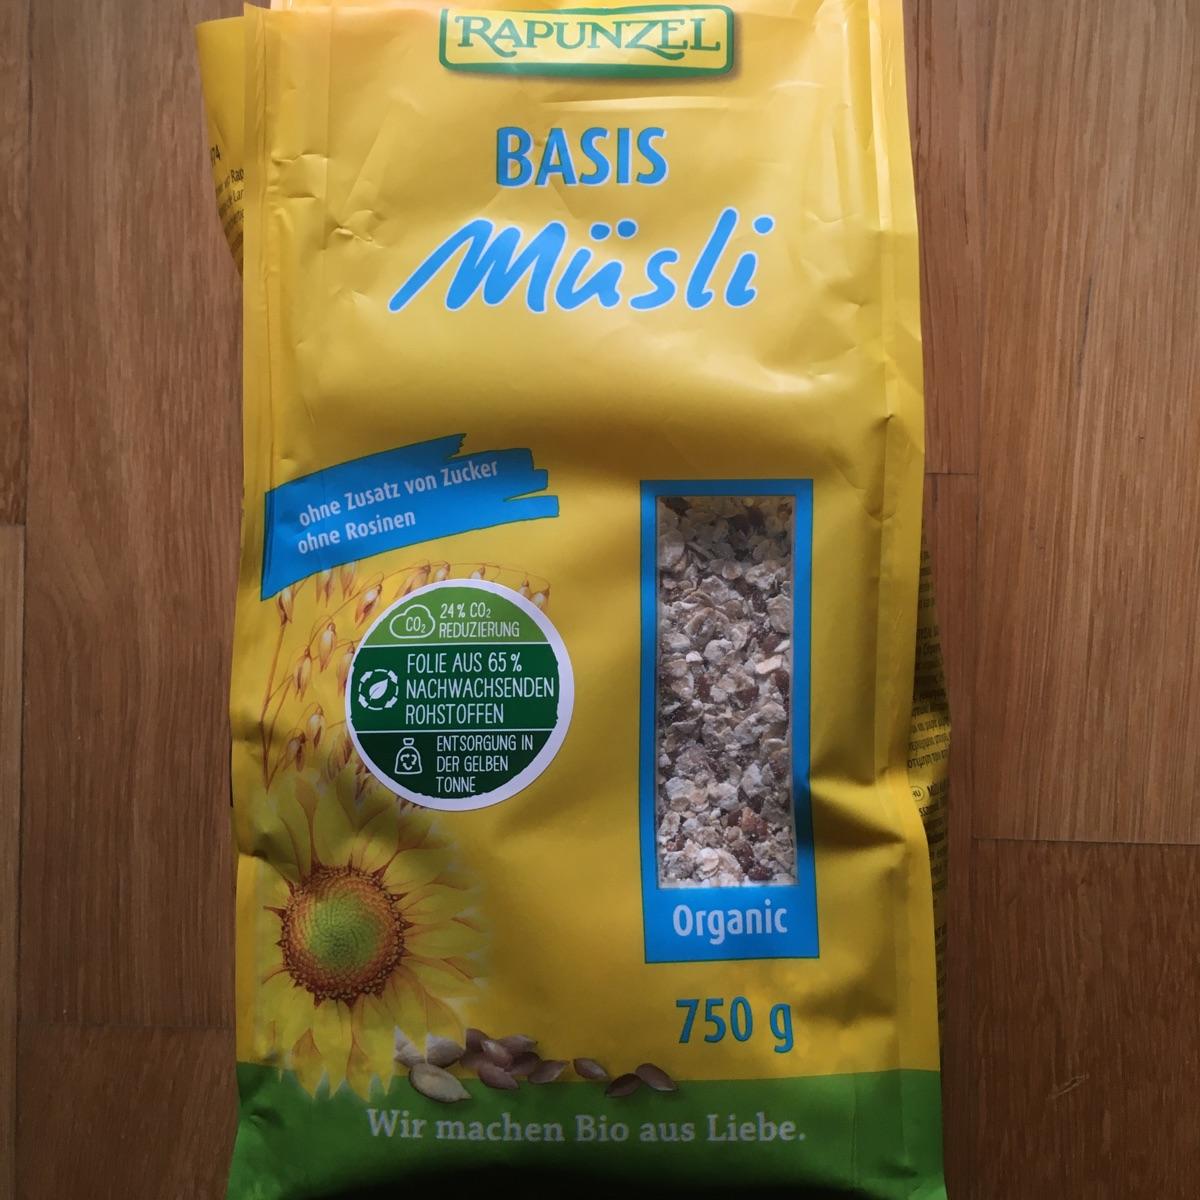 RAPUNZEL
BASIS
Müsli
ohne Zusatz von Zucker
ohne Rosinen
CO₂
24% CO₂
REDUZIERUNG
FOLIE AUS 65%
NACHWACHSENDEN
ROHSTOFFEN
ENTSORGUNG IN
DER GELBEN
TONNE
Organic
750 g
Wir machen Bio aus Liebe.